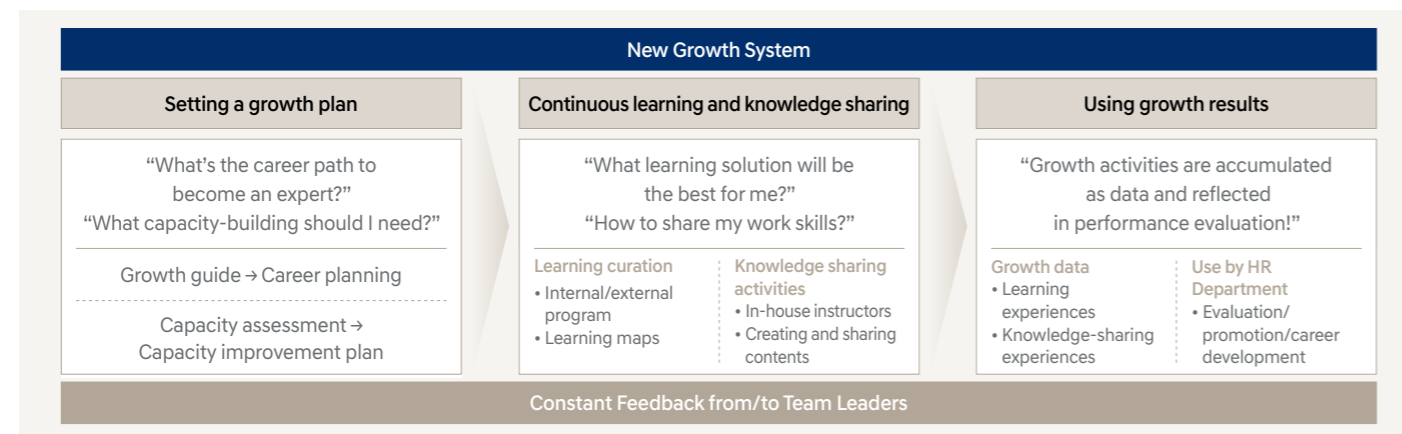 New Growth System
Setting a growth plan
“What’s the career path to
become an expert?”
“What capacity-building should I need?”
Growth guide → Career planning
Capacity assessment →
Capacity improvement plan
Continuous learning and knowledge sharing
“What learning solution will be
the best for me?”
“How to share my work skills?”
Learning curation
• Internal/external
program
• Learning maps
Knowledge sharing
activities
• In-house instructors
• Creating and sharing
contents
Using growth results
“Growth activities are accumulated
as data and reflected
in performance evaluation!”
Growth data
• Learning
experiences
• Knowledge-sharing
experiences
Use by HR
Department
• Evaluation/
promotion/career
development
Constant Feedback from/to Team Leaders